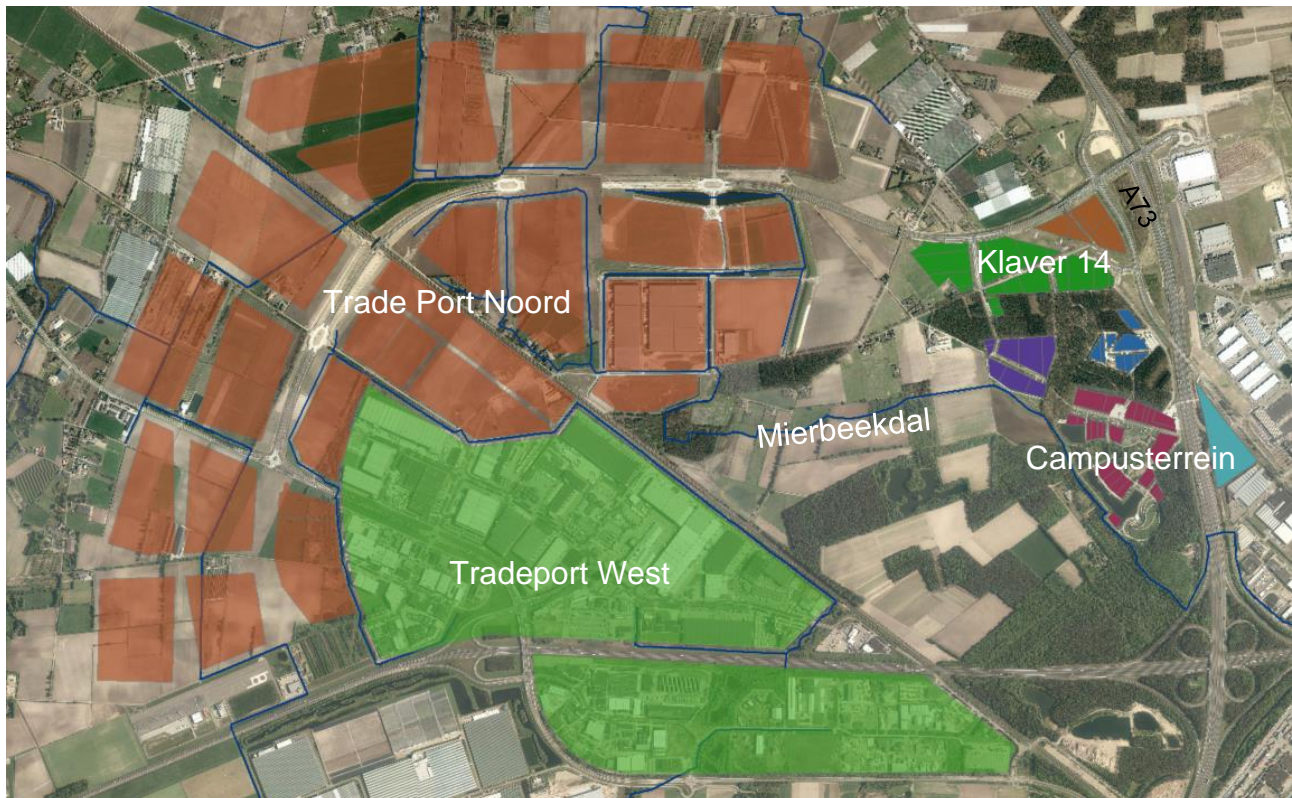 A73
Klaver 14
Trade Port Noord
Mierbeekdal
Campusterrein
Tradeport West